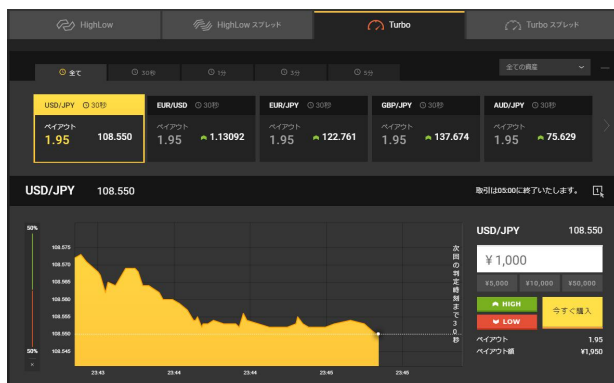 HighLow
HighLow スプレッド
Turbo
Turbo スプレッド
全て
30秒
1分
3分
5分
全ての資産
USD/JPY 30秒
ペイアウト
1.95 108.550
EUR/USD 30秒
ペイアウト
1.95 1.13092
EUR/JPY 30秒
ペイアウト
1.95 122.761
GBP/JPY 30秒
ペイアウト
1.95 137.674
AUD/JPY 30秒
ペイアウト
1.95 75.629
USD/JPY 108.550
取引は05:00に終了いたします。
1
50%
108.575
108.570
108.565
108.560
108.555
108.550
108.545
50%
23:43
23:44
23:44
23:45
23:45
次回の判定時刻まで30秒
USD/JPY 108.550
¥ 1,000
¥5,000 ¥10,000 ¥50,000
HIGH
LOW
今すぐ購入
ペイアウト 1.95
ペイアウト額 ¥1,950